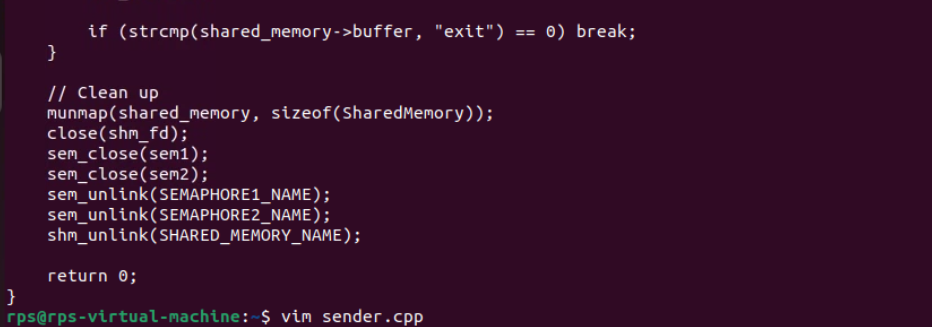 if (strcmp(shared_memory->buffer, "exit") == 0) break;
}
// Clean up
munmap(shared_memory, sizeof(SharedMemory));
close(shm_fd);
sem_close(sem1);
sem_close(sem2);
sem_unlink(SEMAPHORE1_NAME);
sem_unlink(SEMAPHORE2_NAME);
shm_unlink(SHARED_MEMORY_NAME);
return 0;
}
rps@rps-virtual-machine:~$ vim sender.cpp